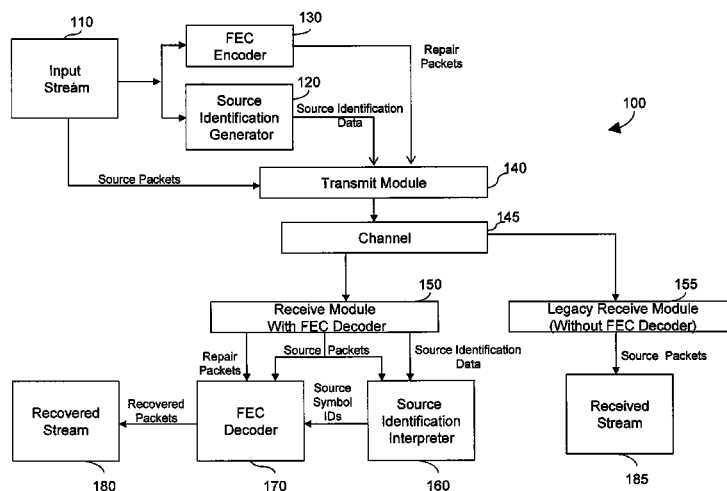 110
130
FEC
Encoder
Repair
Packets
Input
Stream
120
Source
Identification
Generator
Source Identification
Data
100
Source Packets
Transmit Module
140
145
Channel
150
155
Receive Module
With FEC Decoder
Legacy Receive Module
(Without FEC Decoder)
Repair
Packets
Source Packets
Source Identification
Data
Source Packets
Recovered
Stream
Recovered
Packets
FEC
Decoder
Source
Symbol
IDs
Source
Identification
Interpreter
Received
Stream
180
170
160
185